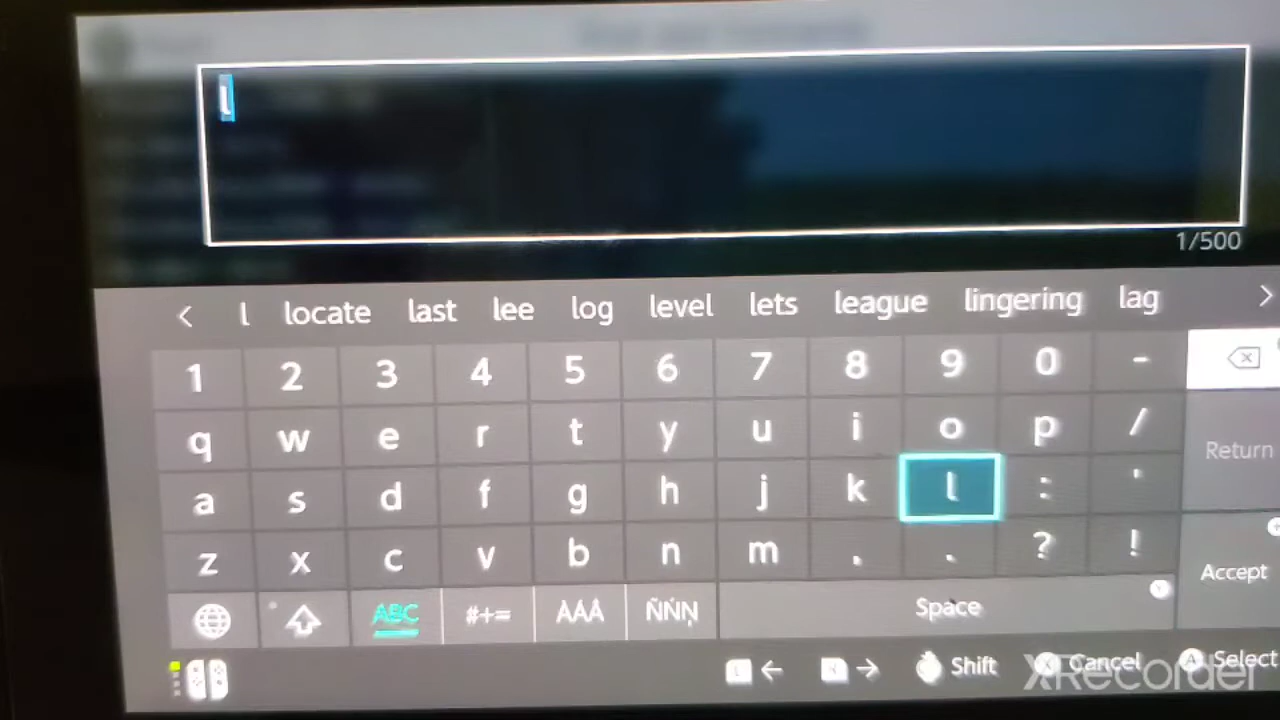 l
1/500
< l locate last lee log level lets league lingering lag >
1 2 3 4 5 6 7 8 9 0 -
q w e r t y u i o p /
Return
a s d f g h j k l : '
z x c v b n m , . ? !
Accept
ABC #+= ÀÁÂ ÑŃŅ Space
L ← R → Shift X Cancel A Select
XRecorder